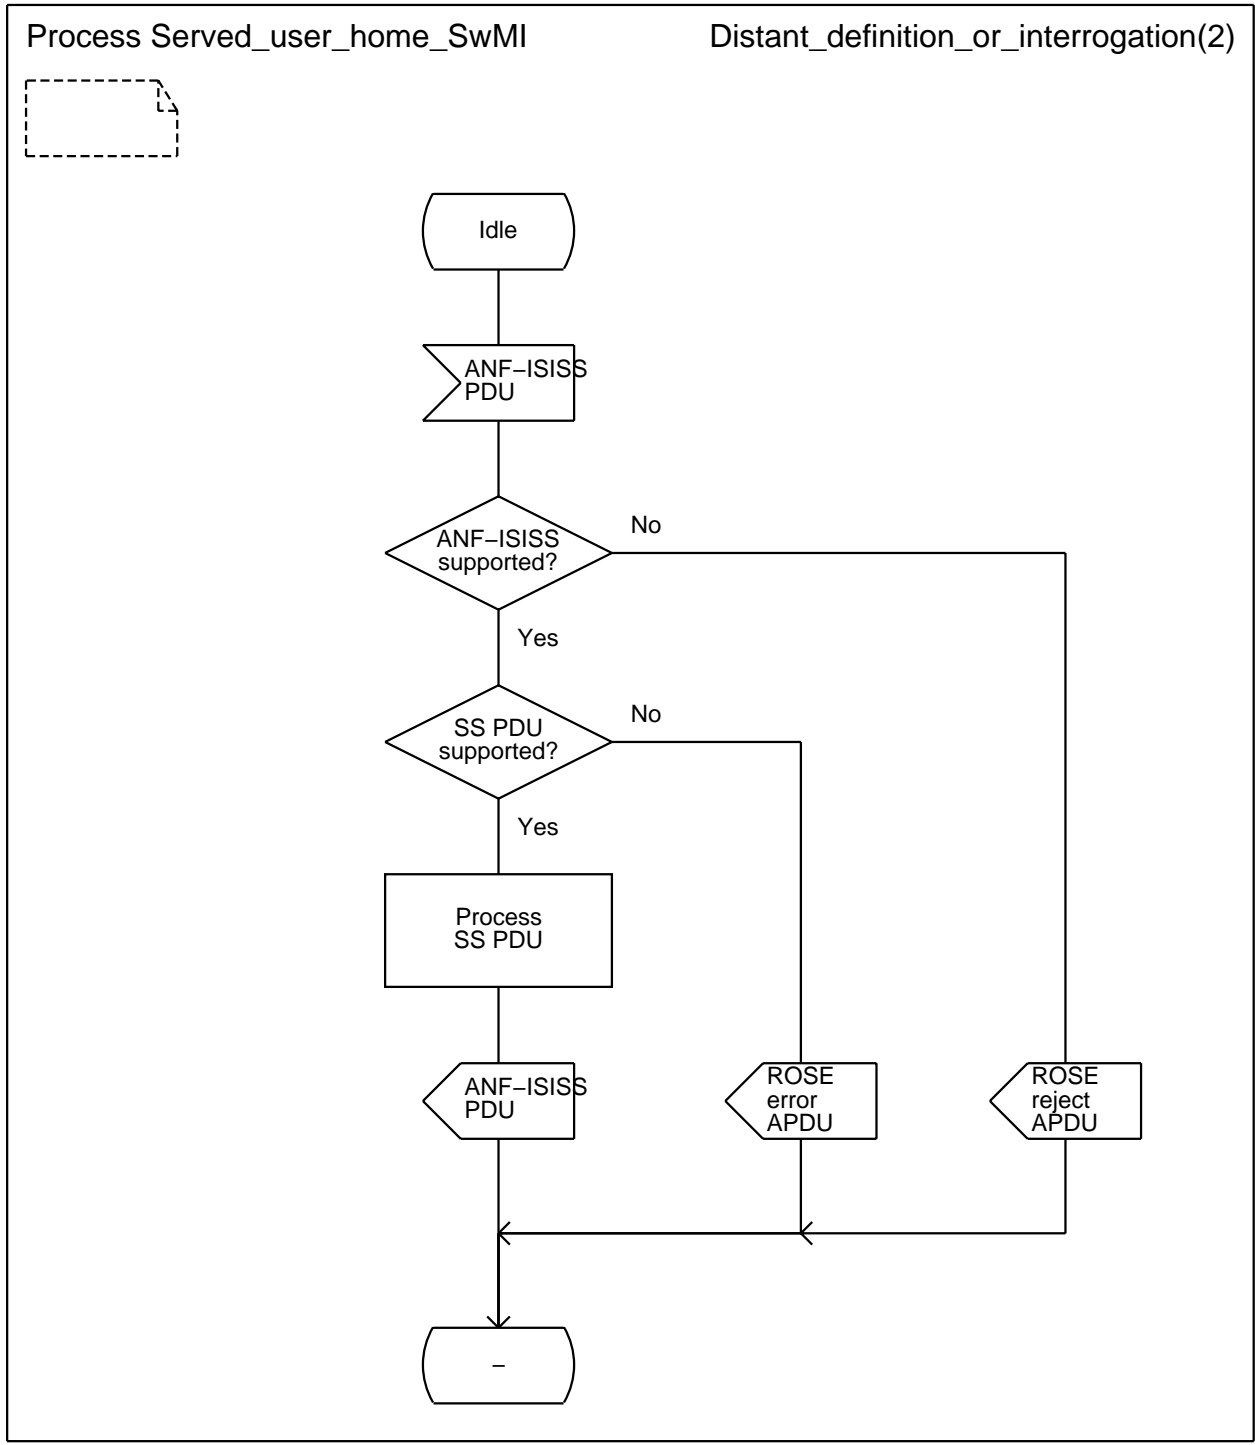 Process Served_user_home_SwMI
Distant_definition_or_interrogation(2)
Idle
ANF–ISISS
PDU
ANF–ISISS
supported?
No
Yes
SS PDU
supported?
No
Yes
Process
SS PDU
ANF–ISISS
PDU
ROSE
error
APDU
ROSE
reject
APDU
–